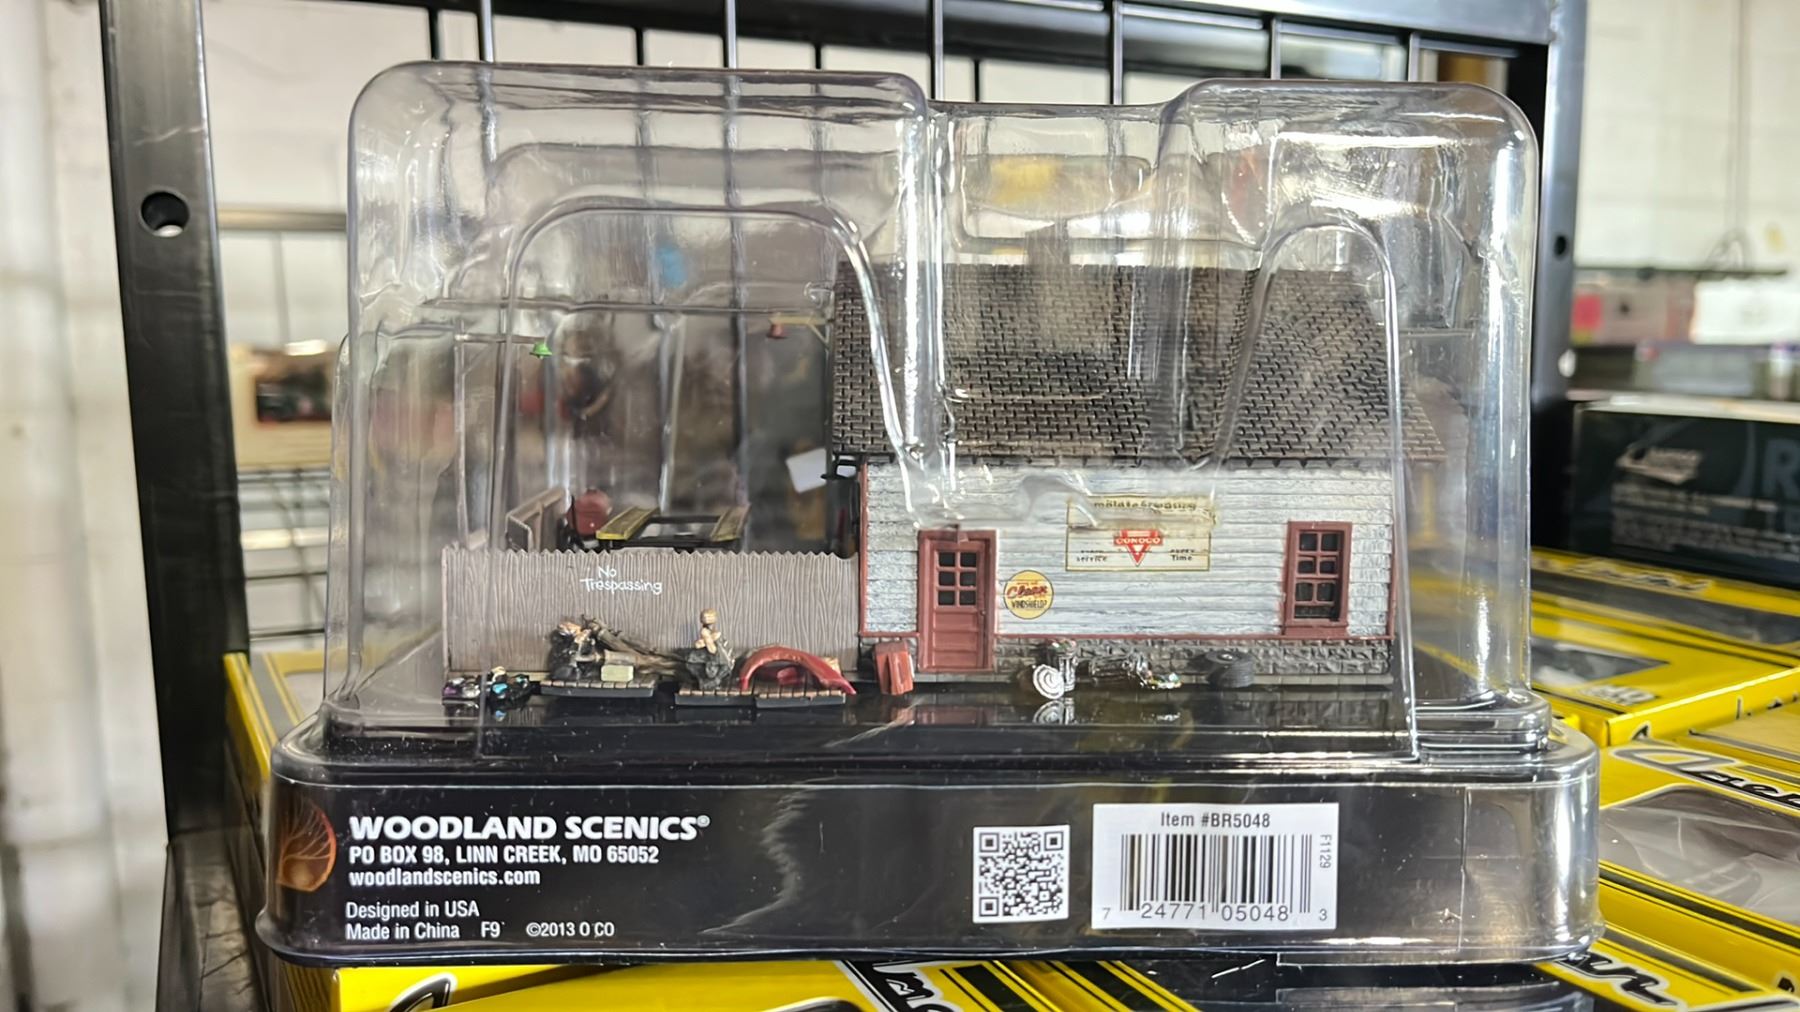 No
Trespassing
CONOCO
Service
Time
Clean
WINDSHIELD?
WOODLAND SCENICS®
PO BOX 98, LINN CREEK, MO 65052
woodlandscenics.com
Designed in USA
Made in China F9 ©2013 O CO
Item #BR5048
F1129
7 24771 05048 3